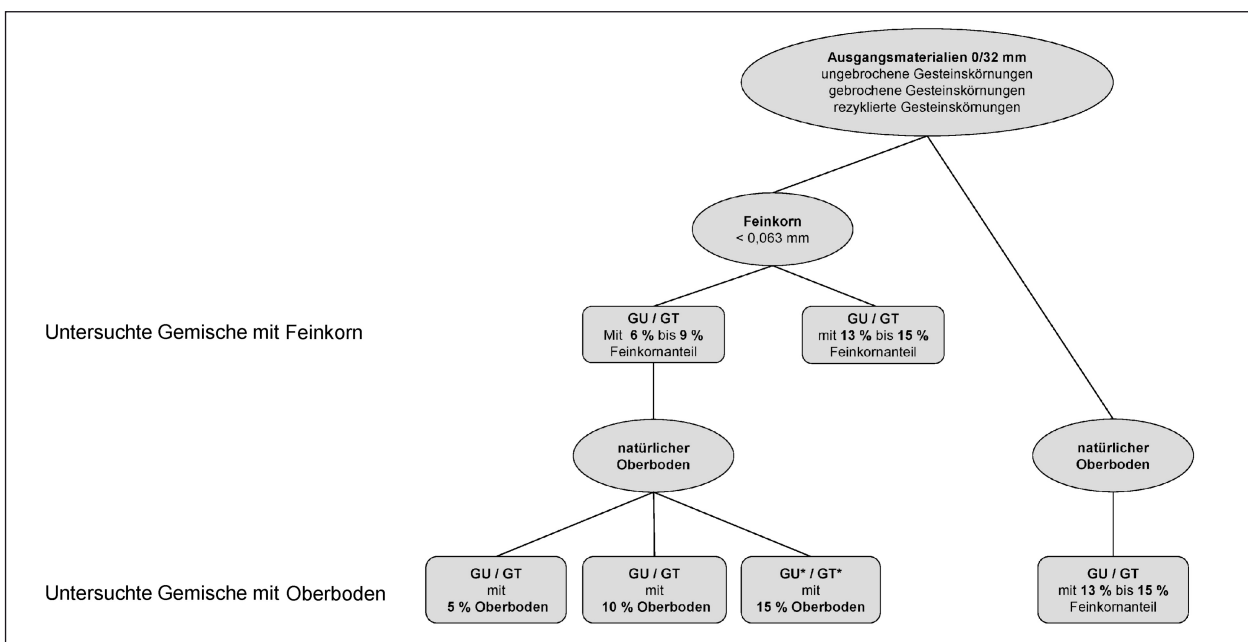 Ausgangsmaterialien 0/32 mm
ungebrochene Gesteinskörnungen
gebrochene Gesteinskörnungen
rezyklierte Gesteinskörnungen
Feinkorn
< 0,063 mm
Untersuchte Gemische mit Feinkorn
GU / GT
Mit 6 % bis 9 %
Feinkornanteil
GU / GT
mit 13 % bis 15 %
Feinkornanteil
natürlicher
Oberboden
natürlicher
Oberboden
Untersuchte Gemische mit Oberboden
GU / GT
mit
5 % Oberboden
GU / GT
mit
10 % Oberboden
GU* / GT*
mit
15 % Oberboden
GU / GT
mit 13 % bis 15 %
Feinkornanteil